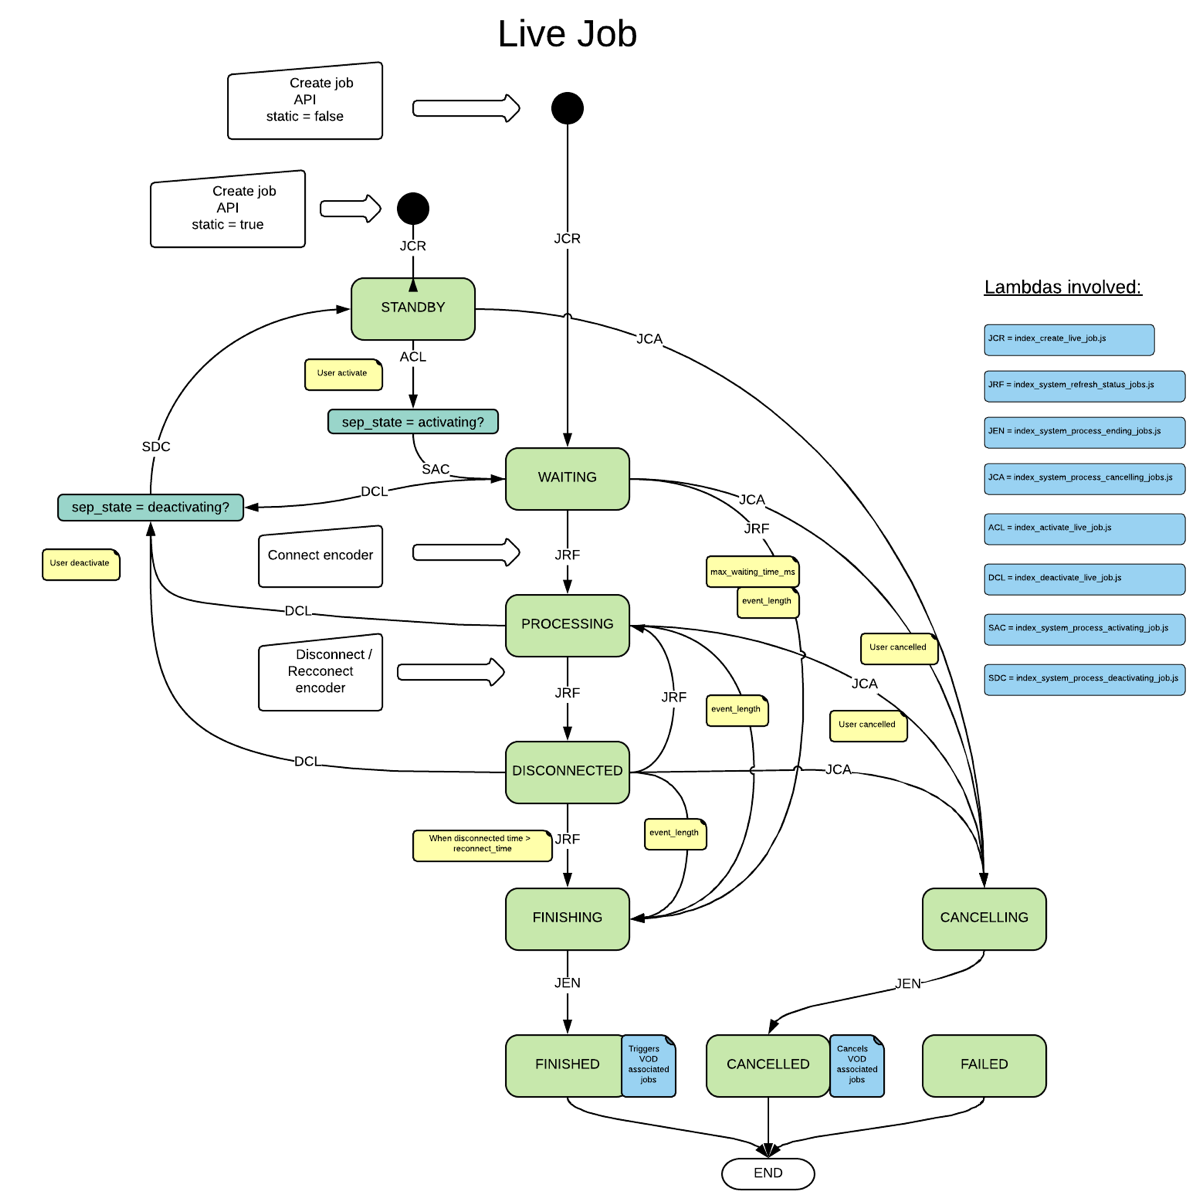 Live Job
Create job
API
static = false
Create job
API
static = true
JCR
JCR
STANDBY
JCA
ACL
User activate
sep_state = activating?
SDC
SAC
WAITING
DCL
sep_state = deactivating?
JCA
JRF
User deactivate
Connect encoder
JRF
max_waiting_time_ms
event_length
DCL
PROCESSING
User cancelled
Disconnect /
Recconect
encoder
JRF
JRF
JCA
event_length
User cancelled
DCL
DISCONNECTED
JCA
When disconnected time >
reconnect_time
JRF
event_length
FINISHING
CANCELLING
JEN
JEN
FINISHED
Triggers
VOD
associated
jobs
CANCELLED
Cancels
VOD
associated
jobs
FAILED
END
Lambdas involved:
JCR = index_create_live_job.js
JRF = index_system_refresh_status_jobs.js
JEN = index_system_process_ending_jobs.js
JCA = index_system_process_cancelling_jobs.js
ACL = index_activate_live_job.js
DCL = index_deactivate_live_job.js
SAC = index_system_process_activating_job.js
SDC = index_system_process_deactivating_job.js